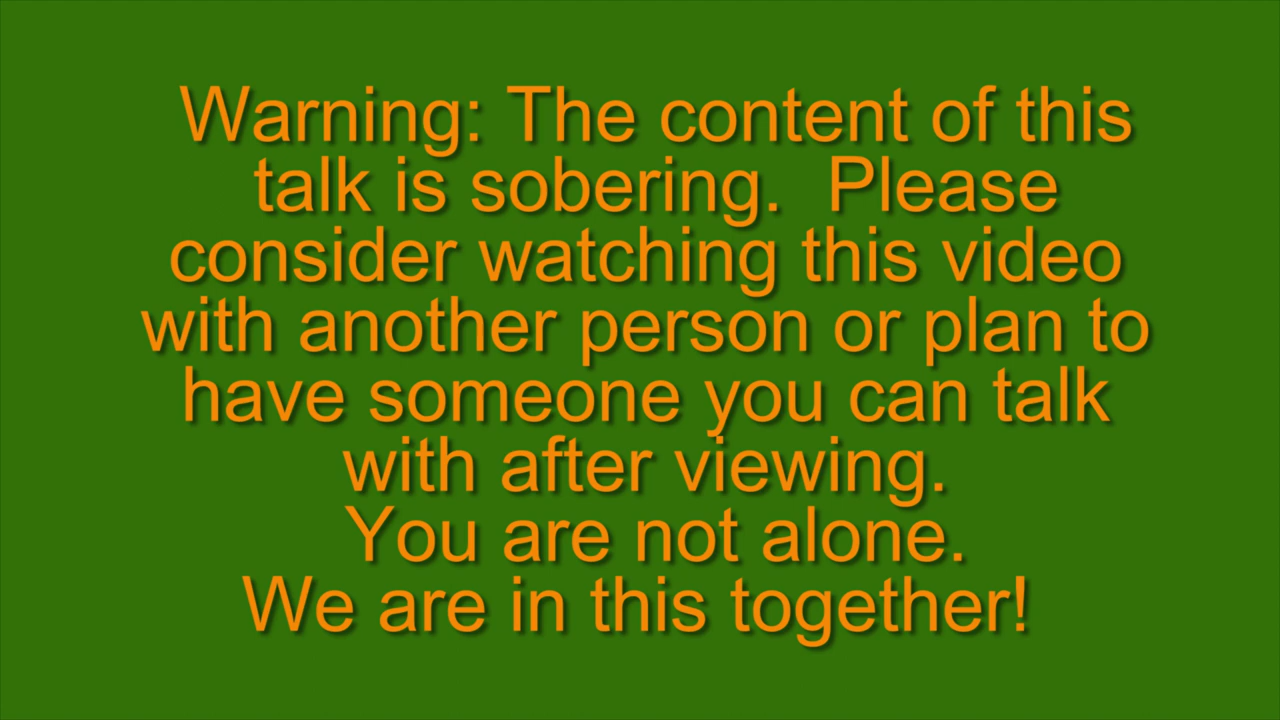 Warning: The content of this
talk is sobering.  Please
consider watching this video
with another person or plan to
have someone you can talk
with after viewing.
You are not alone.
We are in this together!